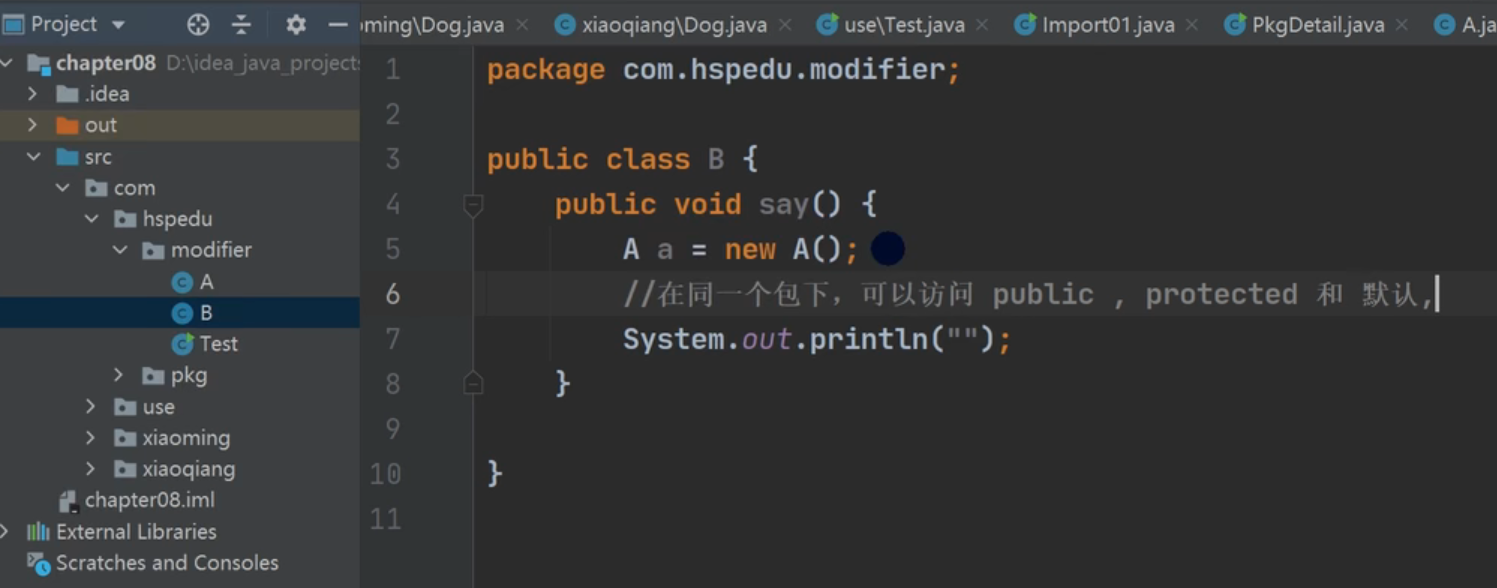 Project
oming\Dog.java
xiaoqiang\Dog.java
use\Test.java
Import01.java
PkgDetail.java
A.ja
chapter08 D:\idea_java_projects
.idea
out
src
com
hspedu
modifier
A
B
Test
pkg
use
xiaoming
xiaoqiang
chapter08.iml
External Libraries
Scratches and Consoles
1 package com.hspedu.modifier;
2
3 public class B {
4 public void say() {
5 A a = new A();
6 //在同一个包下，可以访问 public , protected 和 默认,
7 System.out.println("");
8 }
9
10 }
11